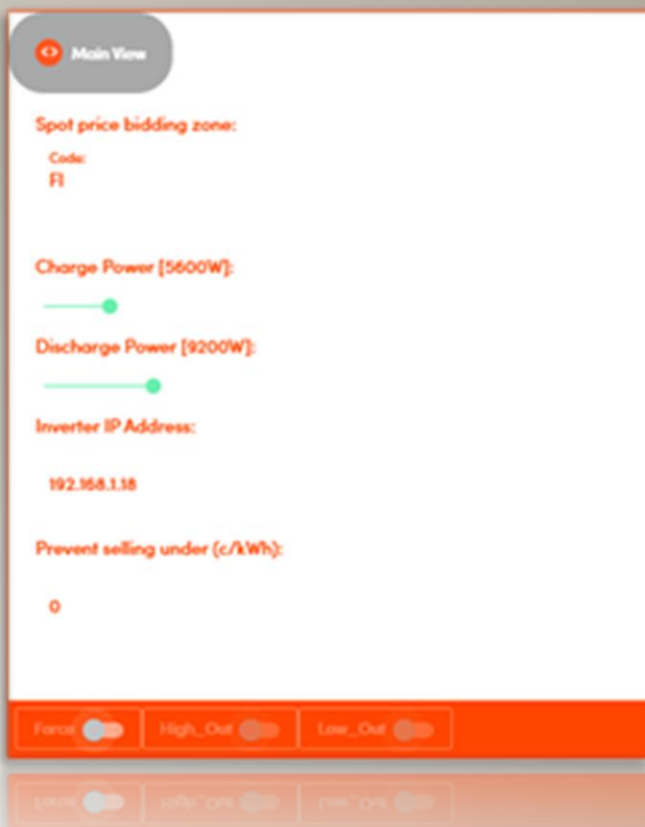 Main View
Spot price bidding zone:
Code:
FI
Charge Power [5600W]:
Discharge Power [9200W]:
Inverter IP Address:
192.168.1.18
Prevent selling under (c/kWh):
0
Force
High_Out
Low_Out